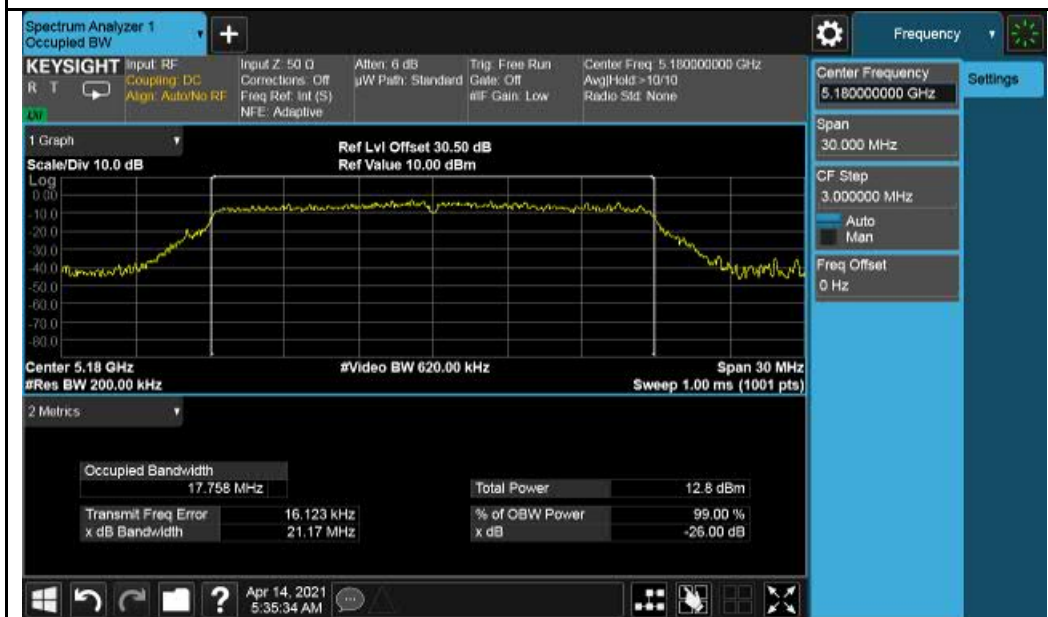 Spectrum Analyzer 1
Occupied BW
+
Frequency
KEYSIGHT
R T
Input: RF
Coupling: DC
Align: Auto/No RF
Input Z: 50 Ω
Corrections: Off
Freq Ref: Int (S)
NFE: Adaptive
Atten: 6 dB
µW Path: Standard
Trig: Free Run
Gate: Off
#IF Gain: Low
Center Freq: 5.180000000 GHz
Avg|Hold:>10/10
Radio Std: None
Center Frequency
5.180000000 GHz
Settings
Span
30.000 MHz
CF Step
3.000000 MHz
Auto
Man
Freq Offset
0 Hz
1 Graph
Scale/Div 10.0 dB
Ref Lvl Offset 30.50 dB
Ref Value 10.00 dBm
Log
0.00
-10.0
-20.0
-30.0
-40.0
-50.0
-60.0
-70.0
-80.0
Center 5.18 GHz
#Video BW 620.00 kHz
Span 30 MHz
#Res BW 200.00 kHz
Sweep 1.00 ms (1001 pts)
2 Metrics
Occupied Bandwidth
17.758 MHz
Total Power 12.8 dBm
Transmit Freq Error 16.123 kHz
% of OBW Power 99.00 %
x dB Bandwidth 21.17 MHz
x dB -26.00 dB
?
Apr 14, 2021
5:35:34 AM